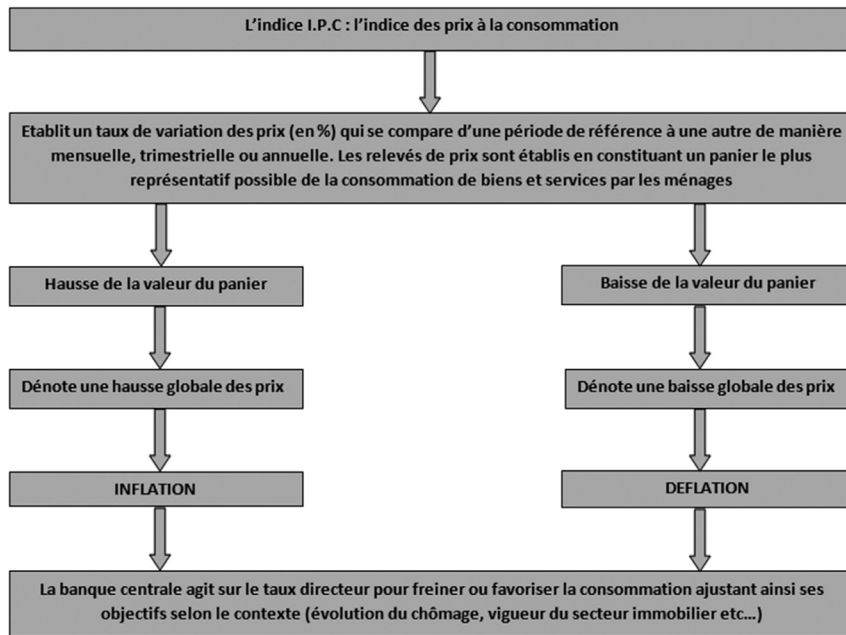 L'indice I.P.C : l'indice des prix à la consommation
Etablit un taux de variation des prix (en %) qui se compare d'une période de référence à une autre de manière
mensuelle, trimestrielle ou annuelle. Les relevés de prix sont établis en constituant un panier le plus
représentatif possible de la consommation de biens et services par les ménages
Hausse de la valeur du panier
Baisse de la valeur du panier
Dénote une hausse globale des prix
Dénote une baisse globale des prix
INFLATION
DEFLATION
La banque centrale agit sur le taux directeur pour freiner ou favoriser la consommation ajustant ainsi ses
objectifs selon le contexte (évolution du chômage, vigueur du secteur immobilier etc...)